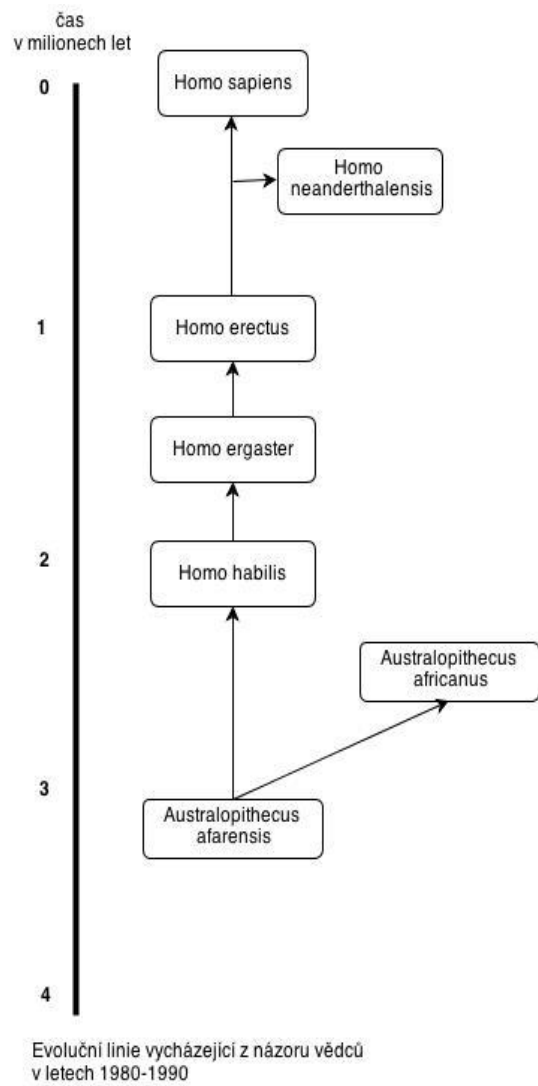 čas
v milionech let
0
Homo sapiens
Homo
neanderthalensis
1
Homo erectus
Homo ergaster
2
Homo habilis
Australopithecus
africanus
3
Australopithecus
afarensis
4
Evoluční linie vycházející z názoru vědců
v letech 1980-1990